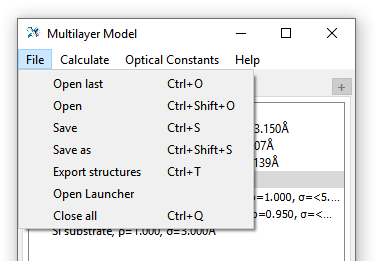 Multilayer Model
File Calculate Optical Constants Help
Open last Ctrl+O
Open Ctrl+Shift+O
Save Ctrl+S
3.150Å
Save as Ctrl+Shift+S
07Å
Export structures Ctrl+T
139Å
Open Launcher
=1.000, σ=<5....
Close all Ctrl+Q
ρ=0.950, σ=<...
Si substrate, ρ=1.000, σ=3.000Å